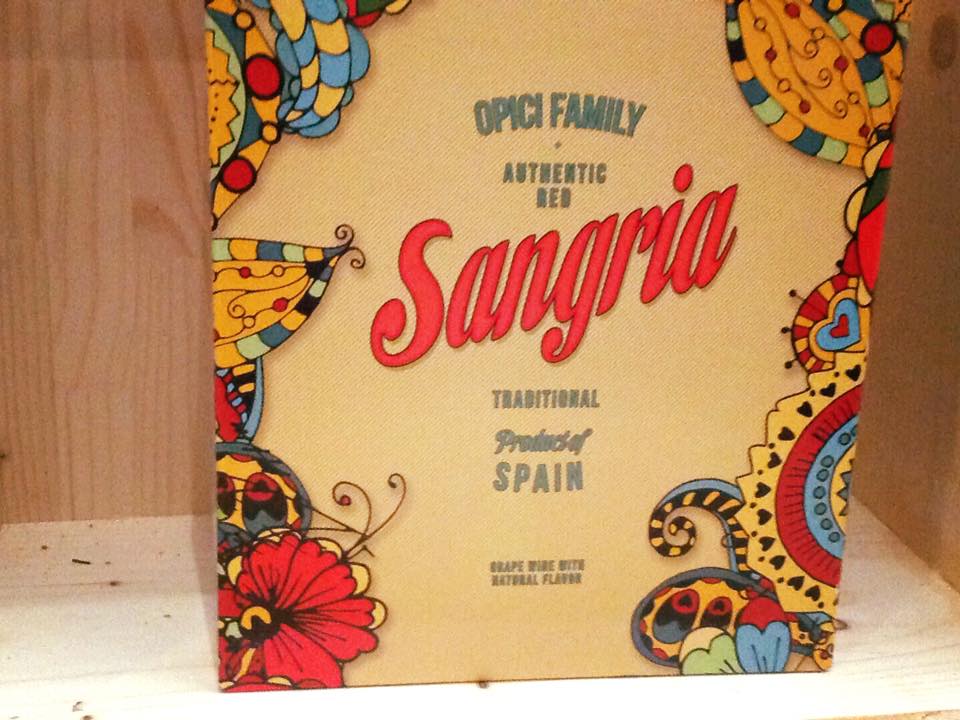 OPICI FAMILY
AUTHENTIC
RED
Sangria
TRADITIONAL
Product of
SPAIN
GRAPE WINE WITH
NATURAL FLAVOR